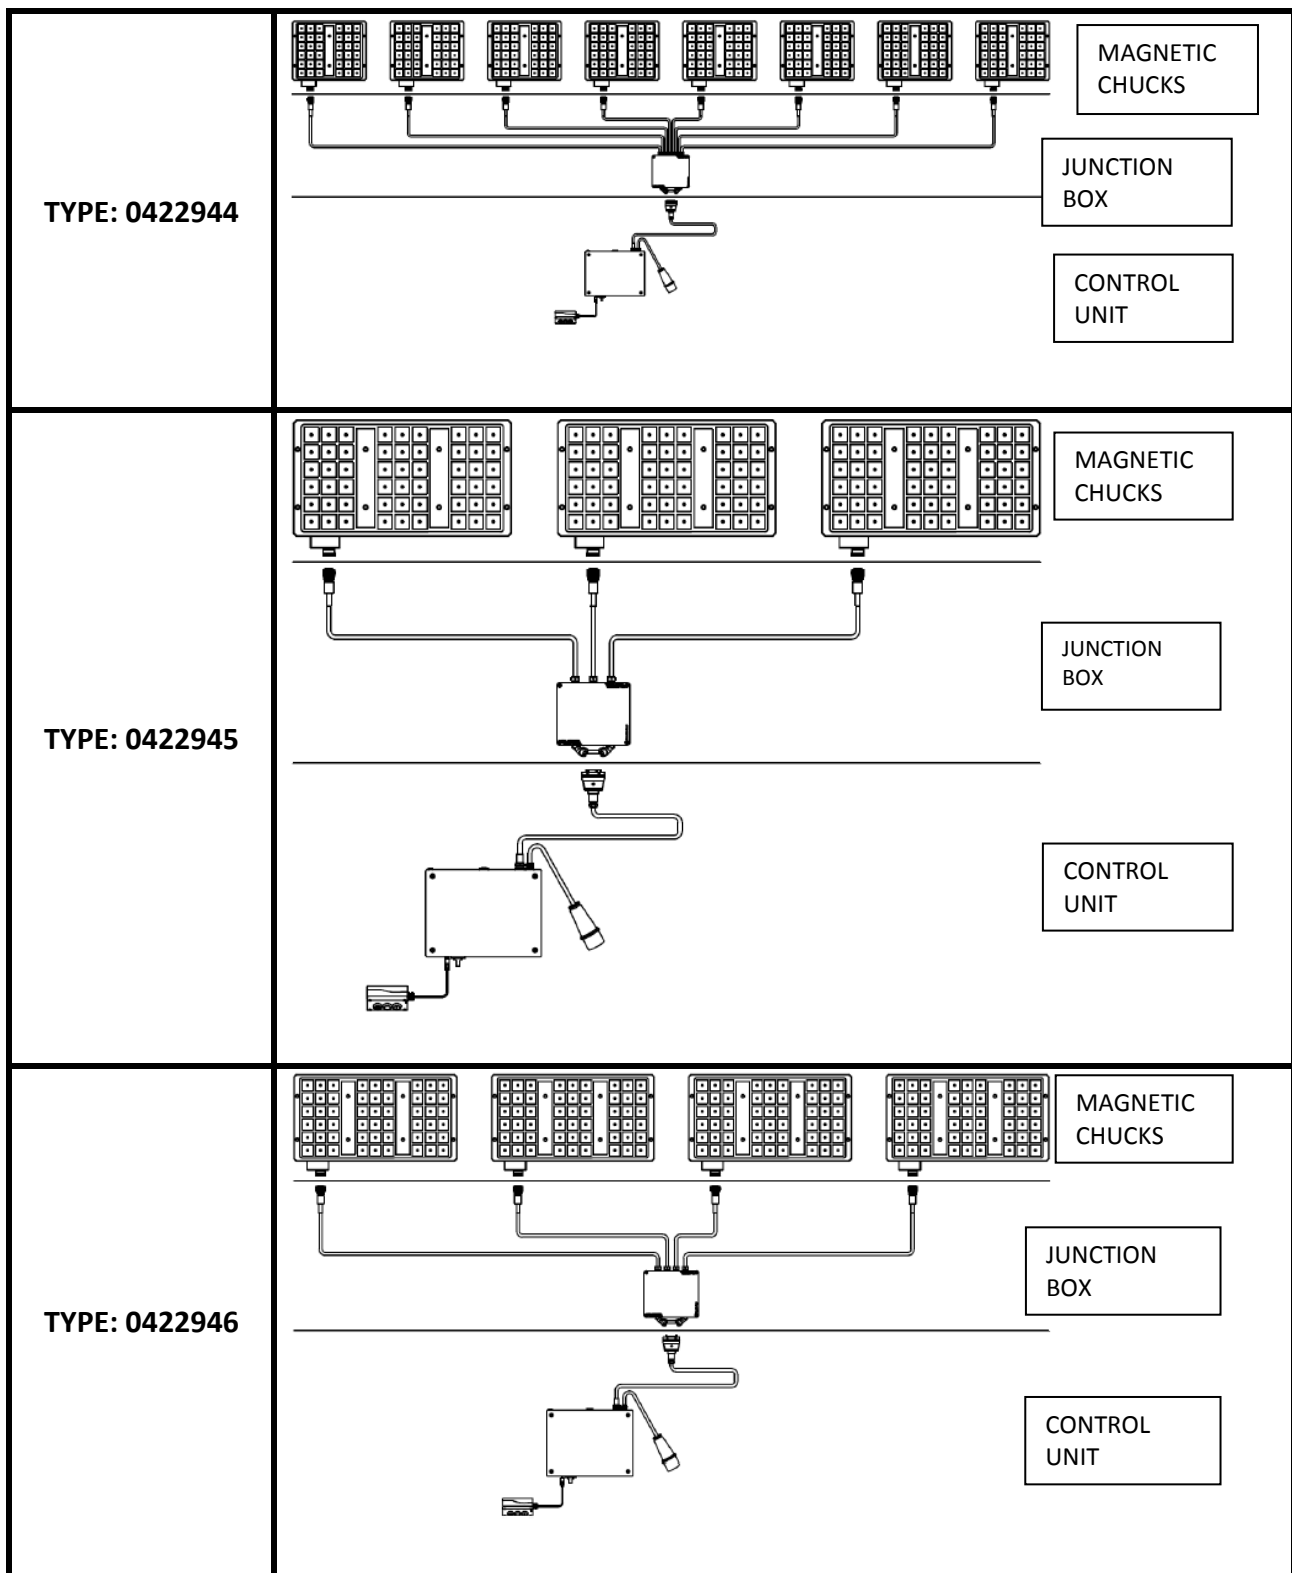 TYPE: 0422944
MAGNETIC
CHUCKS
JUNCTION
BOX
CONTROL
UNIT
TYPE: 0422945
MAGNETIC
CHUCKS
JUNCTION
BOX
CONTROL
UNIT
TYPE: 0422946
MAGNETIC
CHUCKS
JUNCTION
BOX
CONTROL
UNIT